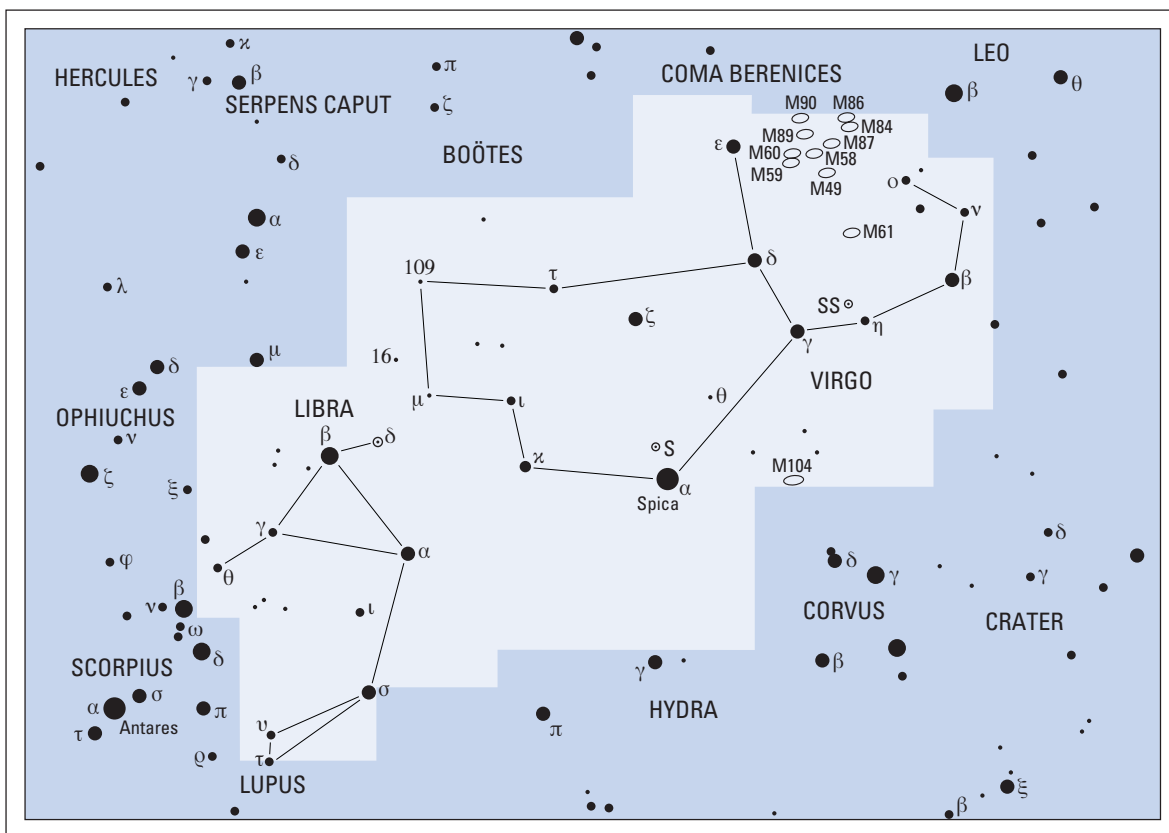 ϰ
HERCULES
γ
β
SERPENS CAPUT
π
ζ
COMA BERENICES
LEO
β
θ
BOÖTES
δ
M90
M86
M89
M84
M87
M60
M58
M59
M49
ε
ο
ν
α
ε
M61
λ
109
τ
δ
β
ζ
SS
η
γ
μ
16
δ
ε
μ
ι
θ
VIRGO
OPHIUCHUS
LIBRA
ν
β
δ
S
ζ
ϰ
α
Spica
M104
ξ
γ
α
δ
φ
θ
δ
γ
γ
ν
β
ι
CORVUS
CRATER
ω
δ
SCORPIUS
γ
β
σ
α
σ
Antares
π
HYDRA
π
τ
υ
ϱ
τ
LUPUS
ξ
β